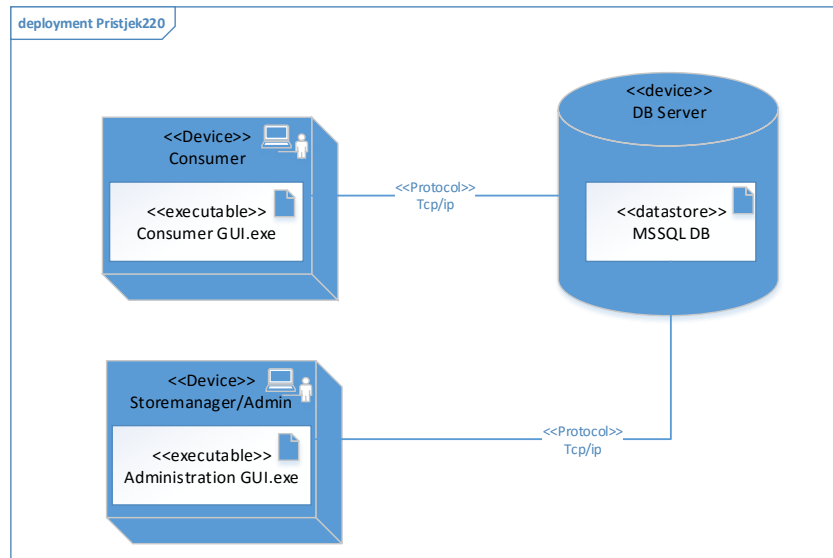 deployment Pristjek220
<<Device>>
Consumer
<<executable>>
Consumer GUI.exe
<<Protocol>>
Tcp/ip
<<device>>
DB Server
<<datastore>>
MSSQL DB
<<Device>>
Storemanager/Admin
<<executable>>
Administration GUI.exe
<<Protocol>>
Tcp/ip